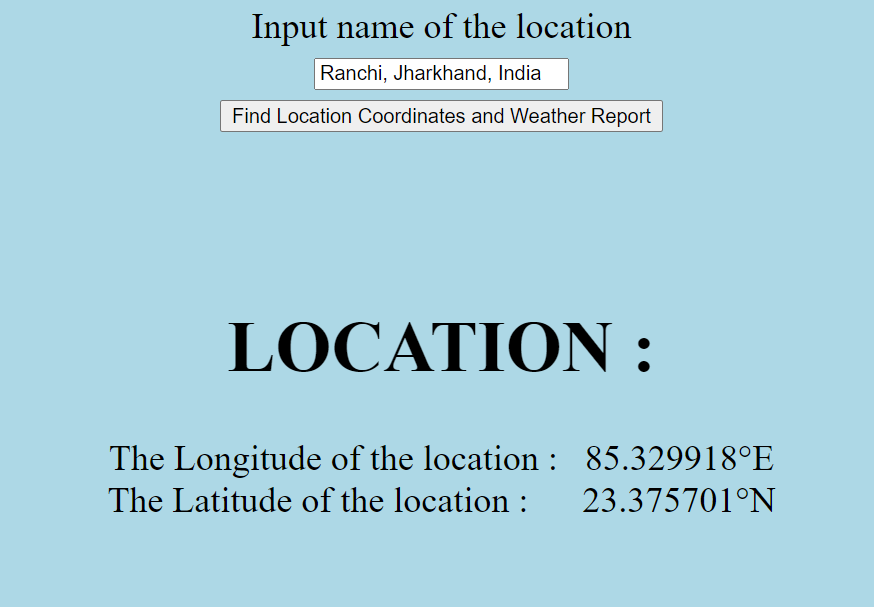 Input name of the location
Ranchi, Jharkhand, India
Find Location Coordinates and Weather Report
LOCATION :
The Longitude of the location : 85.329918°E
The Latitude of the location : 23.375701°N